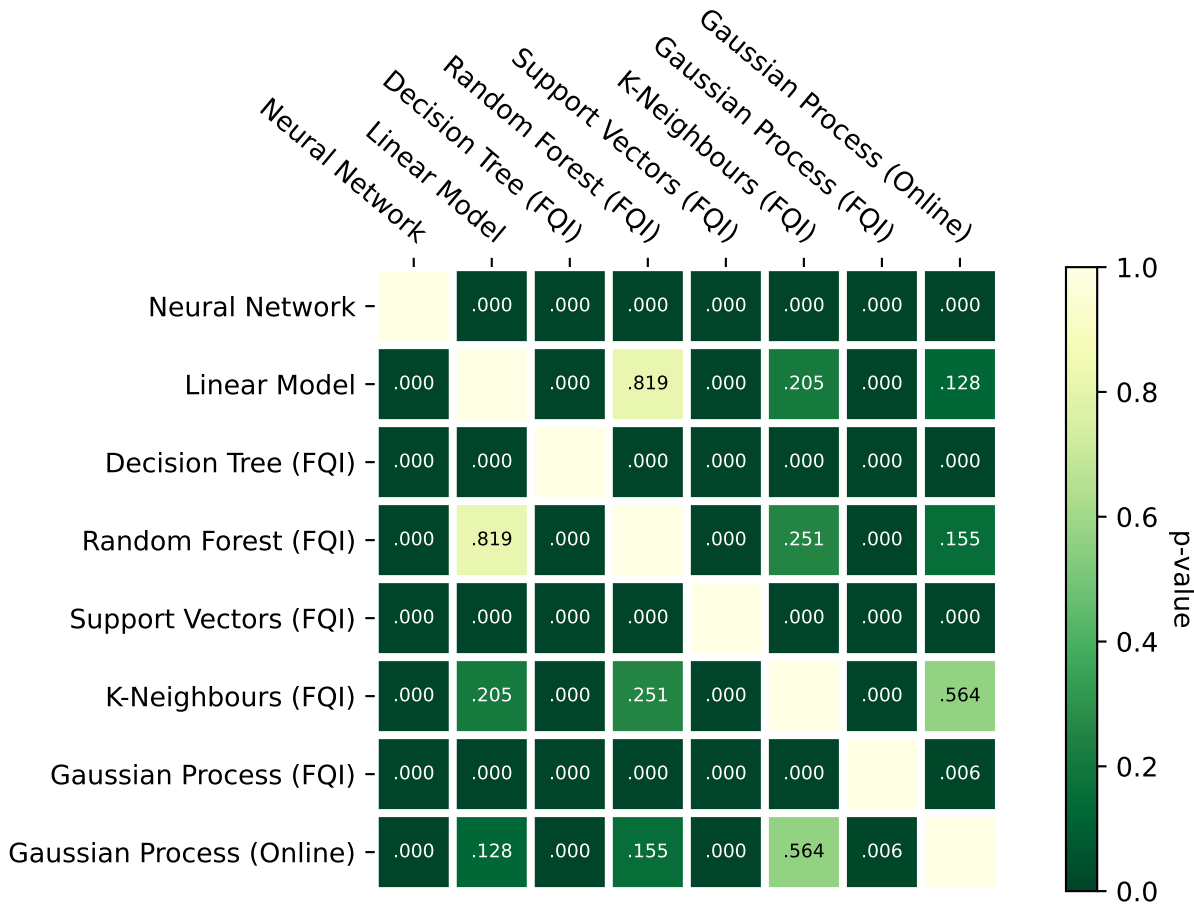 Neural Network
Linear Model
Decision Tree (FQI)
Random Forest (FQI)
Support Vectors (FQI)
K-Neighbours (FQI)
Gaussian Process (FQI)
Gaussian Process (Online)
Neural Network .000 .000 .000 .000 .000 .000 .000
Linear Model .000 .000 .819 .000 .205 .000 .128
Decision Tree (FQI) .000 .000 .000 .000 .000 .000 .000
Random Forest (FQI) .000 .819 .000 .000 .251 .000 .155
Support Vectors (FQI) .000 .000 .000 .000 .000 .000 .000
K-Neighbours (FQI) .000 .205 .000 .251 .000 .000 .564
Gaussian Process (FQI) .000 .000 .000 .000 .000 .000 .006
Gaussian Process (Online) .000 .128 .000 .155 .000 .564 .006
1.0
0.8
0.6
0.4
0.2
0.0
p-value